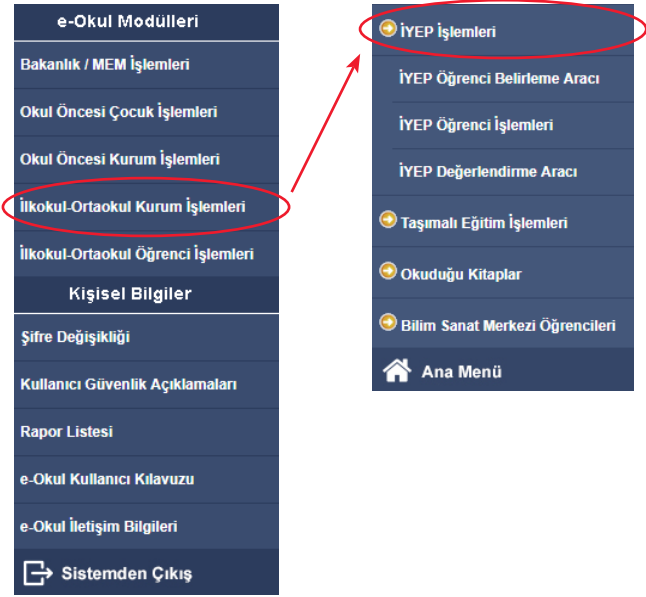 e-Okul Modülleri
Bakanlık / MEM İşlemleri
Okul Öncesi Çocuk İşlemleri
Okul Öncesi Kurum İşlemleri
İlkokul-Ortaokul Kurum İşlemleri
İlkokul-Ortaokul Öğrenci İşlemleri
Kişisel Bilgiler
Şifre Değişikliği
Kullanıcı Güvenlik Açıklamaları
Rapor Listesi
e-Okul Kullanıcı Kılavuzu
e-Okul İletişim Bilgileri
Sistemden Çıkış
İYEP İşlemleri
İYEP Öğrenci Belirleme Aracı
İYEP Öğrenci İşlemleri
İYEP Değerlendirme Aracı
Taşımalı Eğitim İşlemleri
Okuduğu Kitaplar
Bilim Sanat Merkezi Öğrencileri
Ana Menü